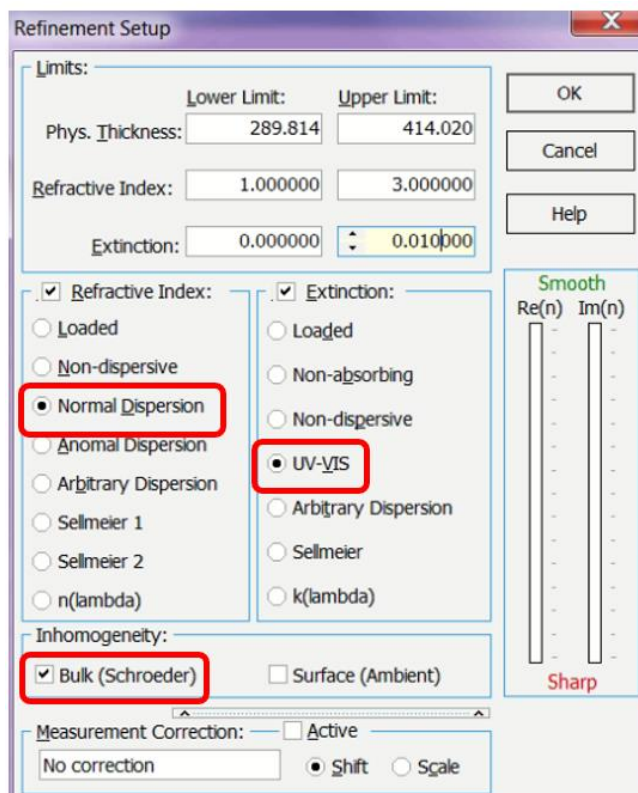 Refinement Setup
Limits:
Lower Limit: Upper Limit:
Phys. Thickness: 289.814 414.020
Refractive Index: 1.000000 3.000000
Extinction: 0.000000 0.010000
OK
Cancel
Help
Refractive Index:
Loaded
Non-dispersive
Normal Dispersion
Anomal Dispersion
Arbitrary Dispersion
Sellmeier 1
Sellmeier 2
n(lambda)
Extinction:
Loaded
Non-absorbing
Non-dispersive
UV-VIS
Arbitrary Dispersion
Sellmeier
k(lambda)
Smooth
Re(n) Im(n)
Sharp
Inhomogeneity:
Bulk (Schroeder) Surface (Ambient)
Measurement Correction: Active
No correction Shift Scale